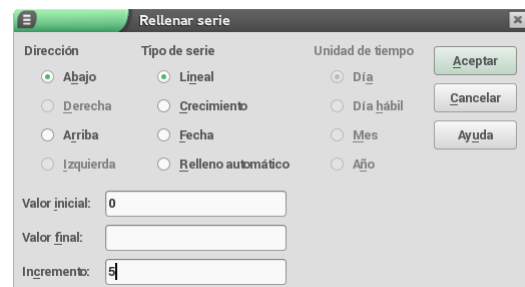 Rellenar serie
Dirección Tipo de serie Unidad de tiempo
Abajo Lineal Día
Derecha Crecimiento Día hábil
Arriba Fecha Mes
Izquierda Relleno automático Año
Aceptar
Cancelar
Ayuda
Valor inicial: 0
Valor final:
Incremento: 5